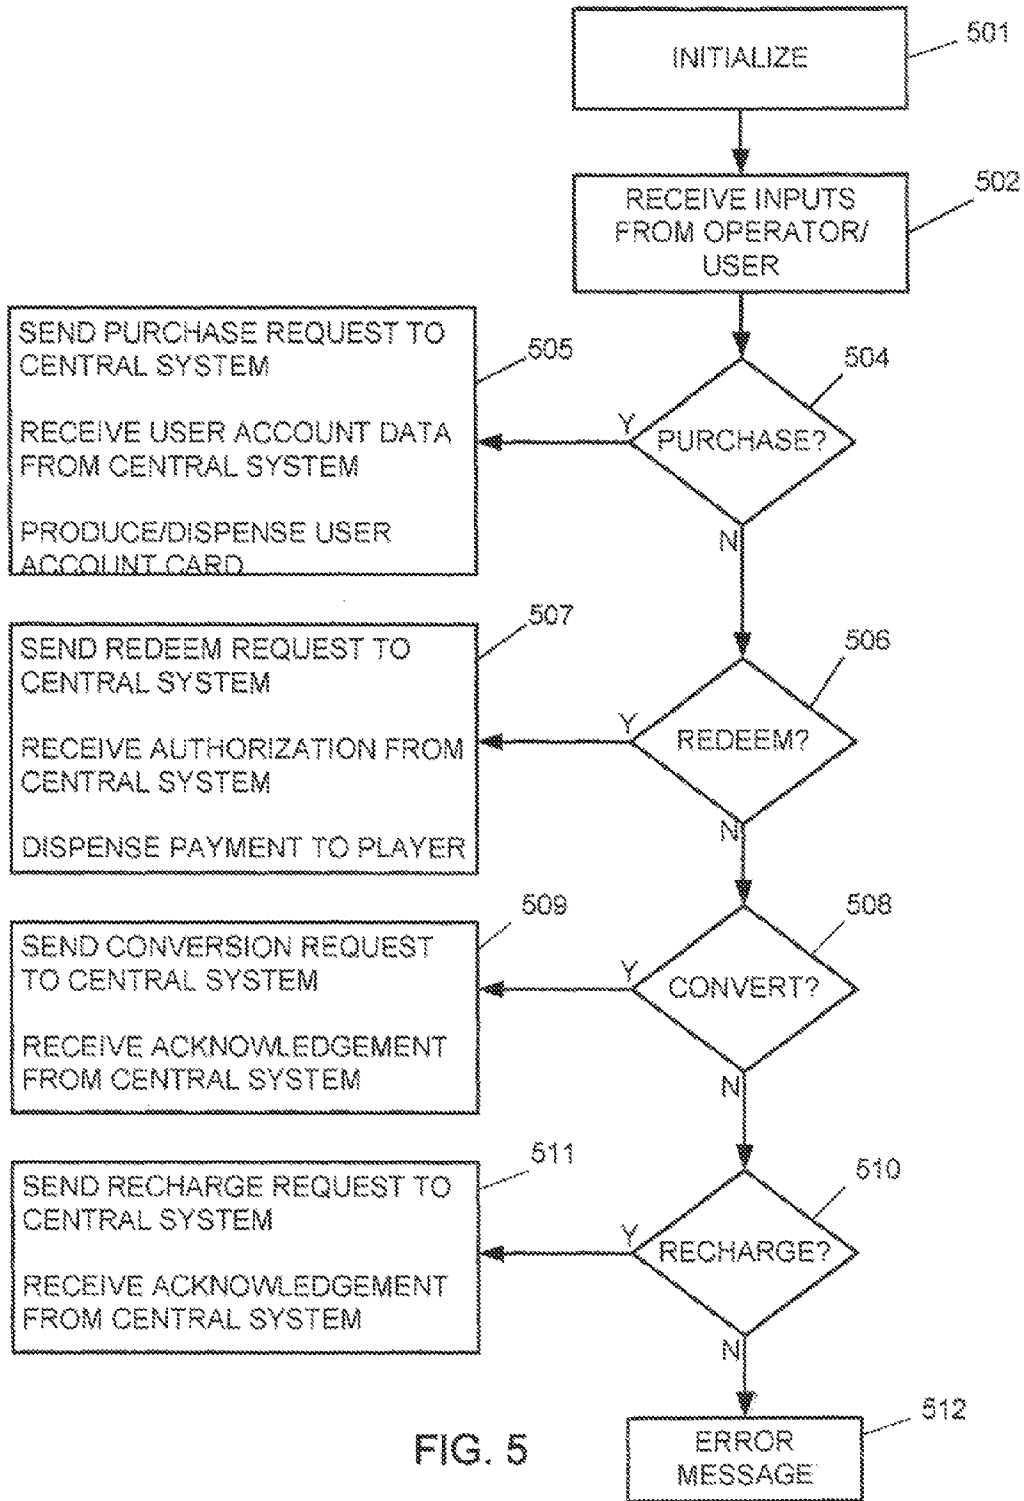 INITIALIZE
501
RECEIVE INPUTS
FROM OPERATOR/
USER
502
SEND PURCHASE REQUEST TO
CENTRAL SYSTEM
RECEIVE USER ACCOUNT DATA
FROM CENTRAL SYSTEM
PRODUCE/DISPENSE USER
ACCOUNT CARD
505
504
PURCHASE?
Y
N
SEND REDEEM REQUEST TO
CENTRAL SYSTEM
RECEIVE AUTHORIZATION FROM
CENTRAL SYSTEM
DISPENSE PAYMENT TO PLAYER
507
506
REDEEM?
Y
N
SEND CONVERSION REQUEST
TO CENTRAL SYSTEM
RECEIVE ACKNOWLEDGEMENT
FROM CENTRAL SYSTEM
509
508
CONVERT?
Y
N
SEND RECHARGE REQUEST TO
CENTRAL SYSTEM
RECEIVE ACKNOWLEDGEMENT
FROM CENTRAL SYSTEM
511
510
RECHARGE?
Y
N
ERROR
MESSAGE
512
FIG. 5